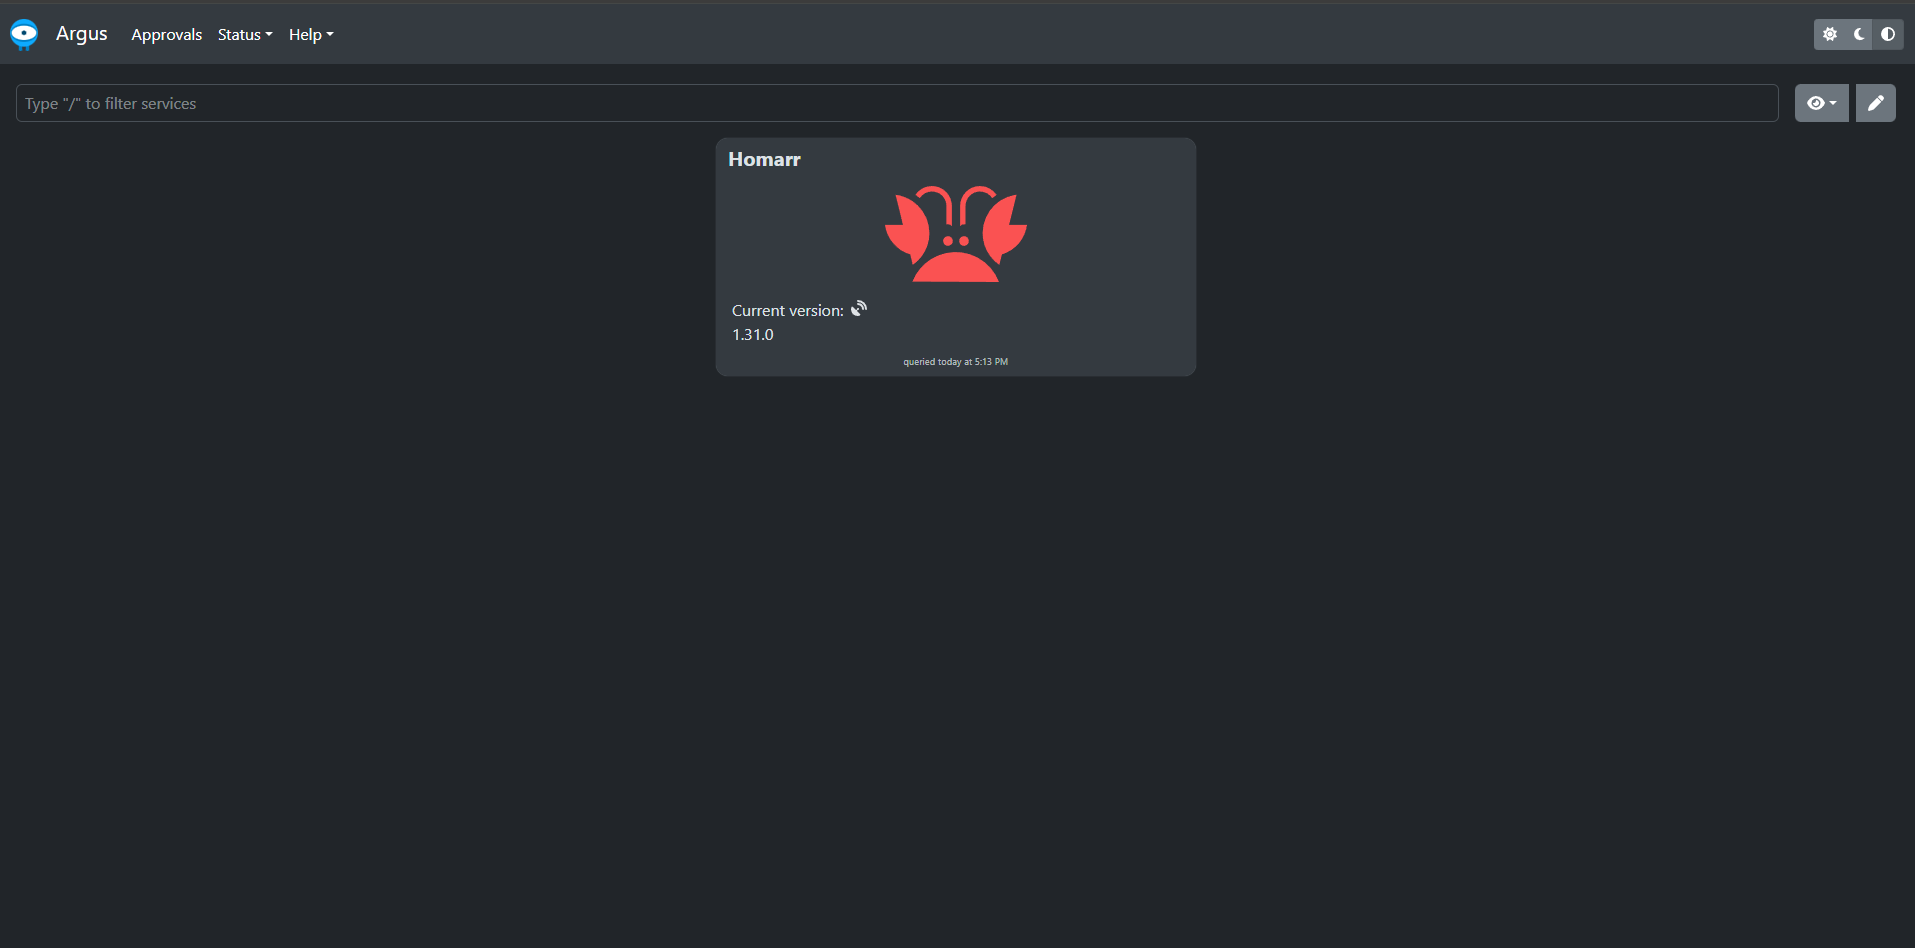 Argus Approvals Status Help
Type "/" to filter services
Homarr
Current version:
1.31.0
queried today at 5:13 PM